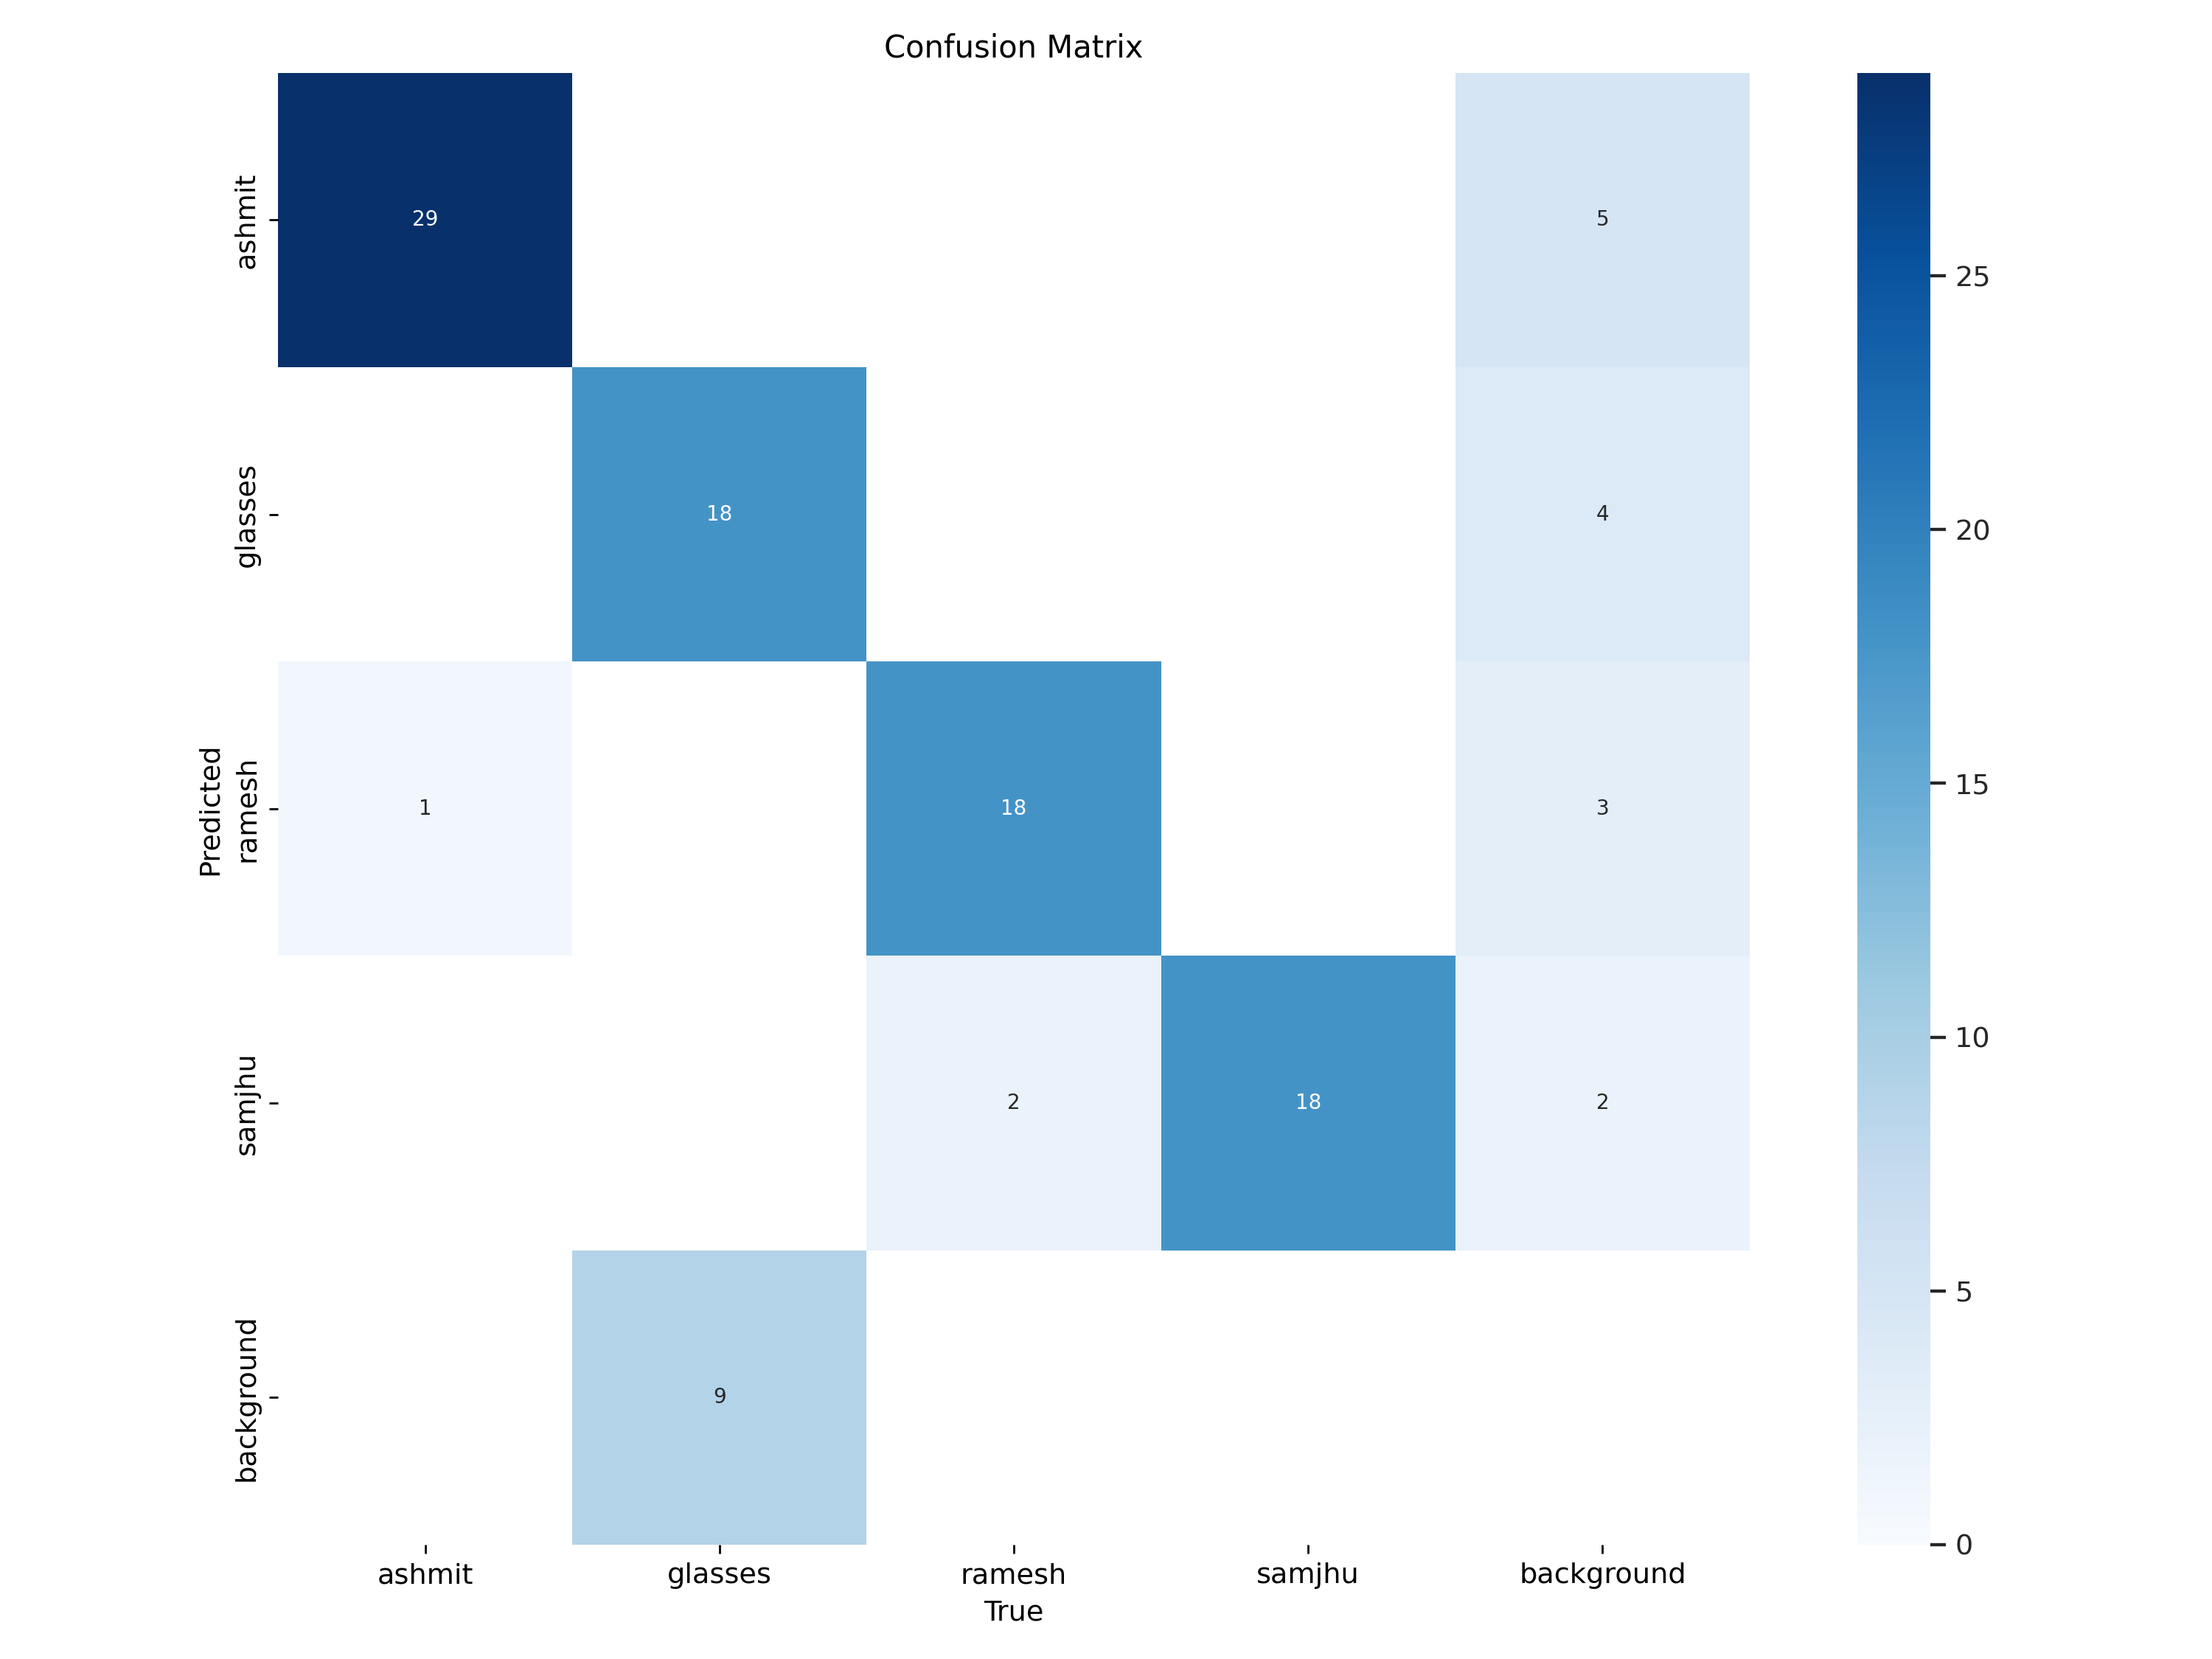 Confusion Matrix
ashmit
29
5
25
glasses
18
4
20
Predicted
ramesh
1
18
3
15
samjhu
2
18
2
10
background
9
5
0
ashmit glasses ramesh samjhu background
True